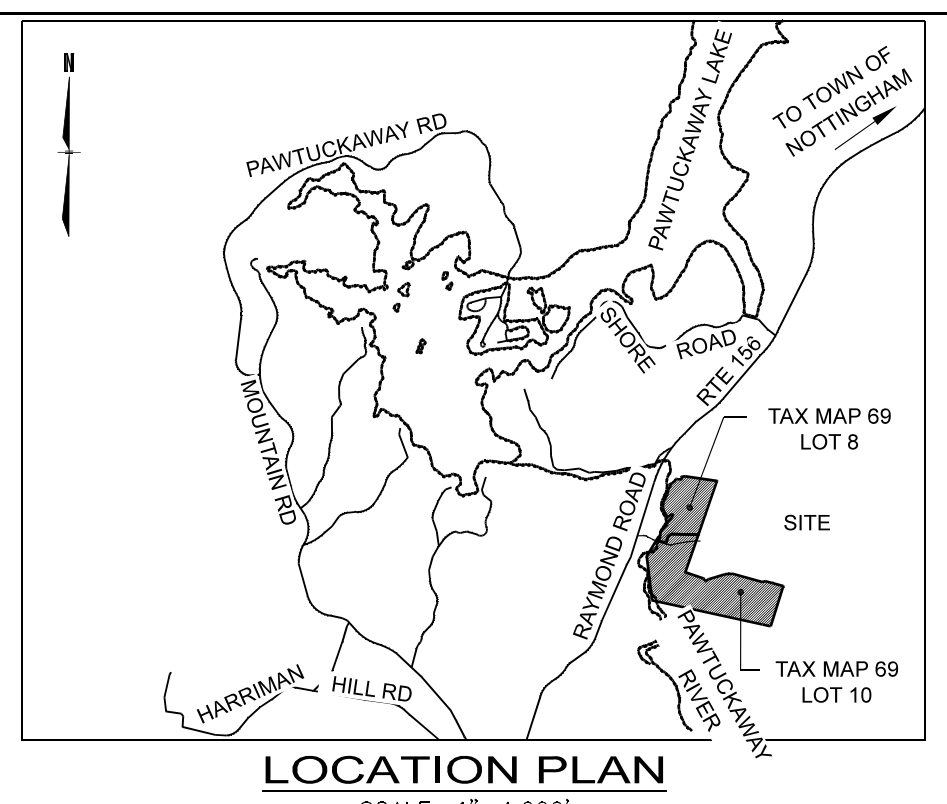 N
PAWTUCKAWAY RD
PAWTUCKAWAY LAKE
TO TOWN OF
NOTTINGHAM
SHORE
ROAD
RTE 156
MOUNTAIN RD
TAX MAP 69
LOT 8
SITE
RAYMOND ROAD
PAWTUCKAWAY
RIVER
TAX MAP 69
LOT 10
HARRIMAN
HILL RD
LOCATION PLAN